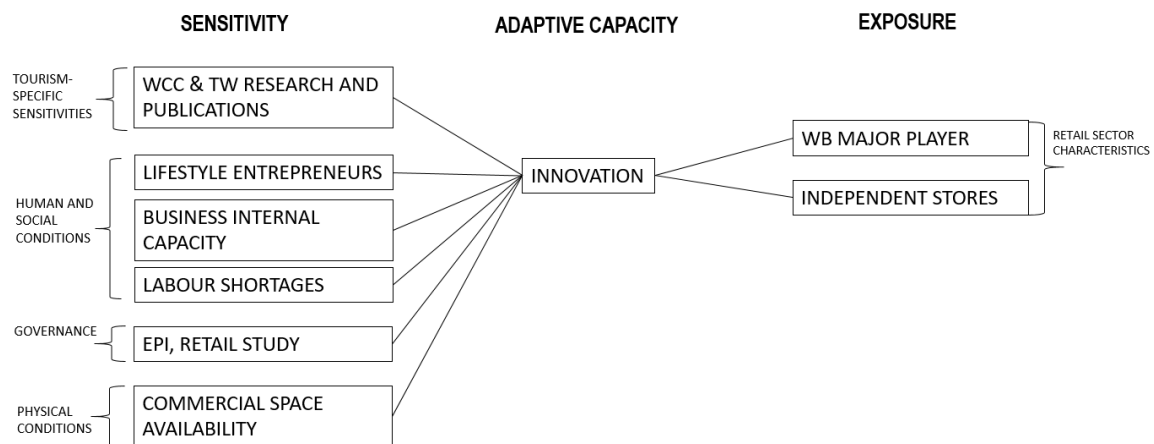 SENSITIVITY
ADAPTIVE CAPACITY
EXPOSURE
TOURISM-
SPECIFIC
SENSITIVITIES
WCC & TW RESEARCH AND
PUBLICATIONS
HUMAN AND
SOCIAL
CONDITIONS
LIFESTYLE ENTREPRENEURS
BUSINESS INTERNAL
CAPACITY
LABOUR SHORTAGES
GOVERNANCE
EPI, RETAIL STUDY
PHYSICAL
CONDITIONS
COMMERCIAL SPACE
AVAILABILITY
INNOVATION
WB MAJOR PLAYER
INDEPENDENT STORES
RETAIL SECTOR
CHARACTERISTICS